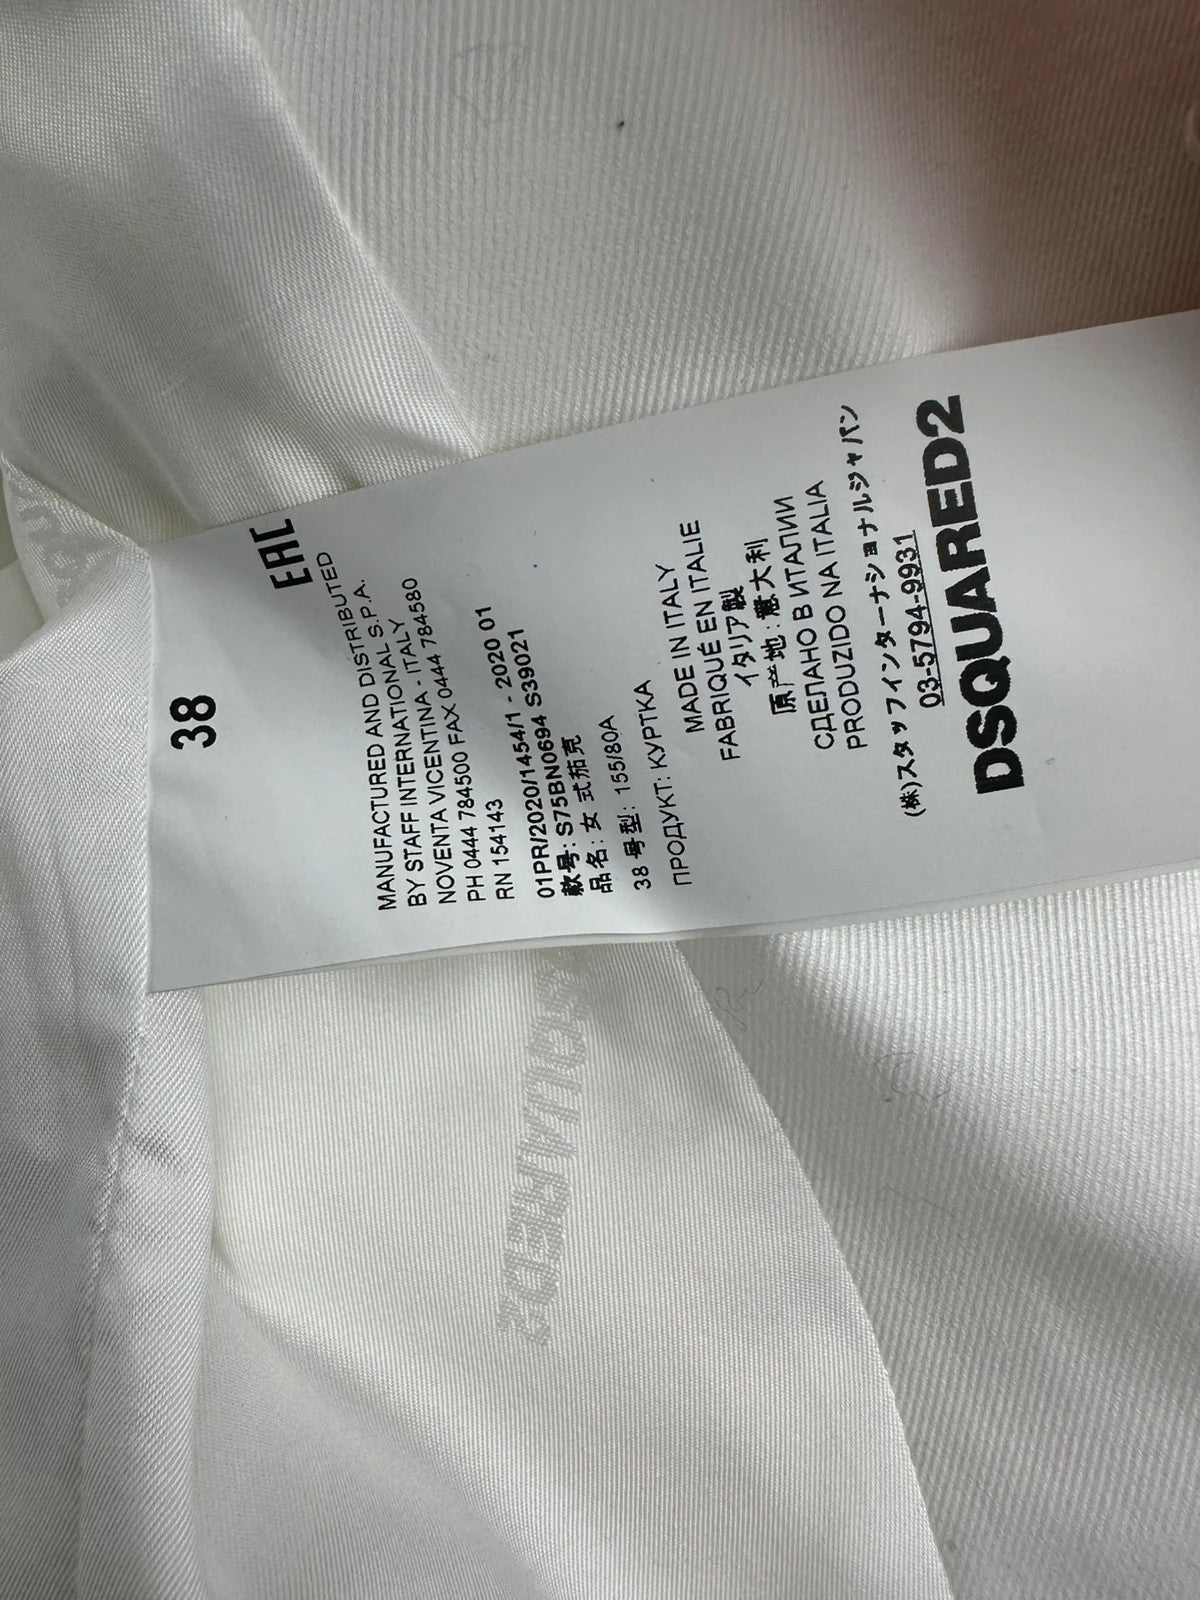 38
EAC
MANUFACTURED AND DISTRIBUTED
BY STAFF INTERNATIONAL S.P.A.
NOVENTA VICENTINA - ITALY
PH 0444 784500 FAX 0444 784580
RN 154143
01PR/2020/1454/1 - 2020 01
款号: S75BN0694 S39021
品名: 女 式茄克
38 号型: 155/80A
ПРОДУКТ: КУРТКА
MADE IN ITALY
FABRIQUÉ EN ITALIE
イタリア製
原产地: 意大利
СДЕЛАНО В ИТАЛИИ
PRODUZIDO NA ITALIA
(株)スタッフインターナショナルジャパン
03-5794-9931
DSQUARED2
DSQUARED2